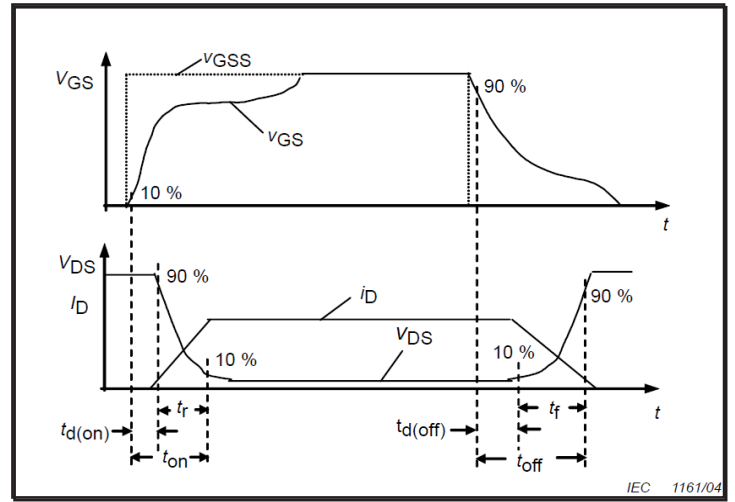 vGSS
VGS
90 %
vGS
10 %
t
VDS
90 %
iD
ID
90 %
VDS
10 %
10 %
tr
tf
t
td(on)
td(off)
ton
toff
IEC 1161/04